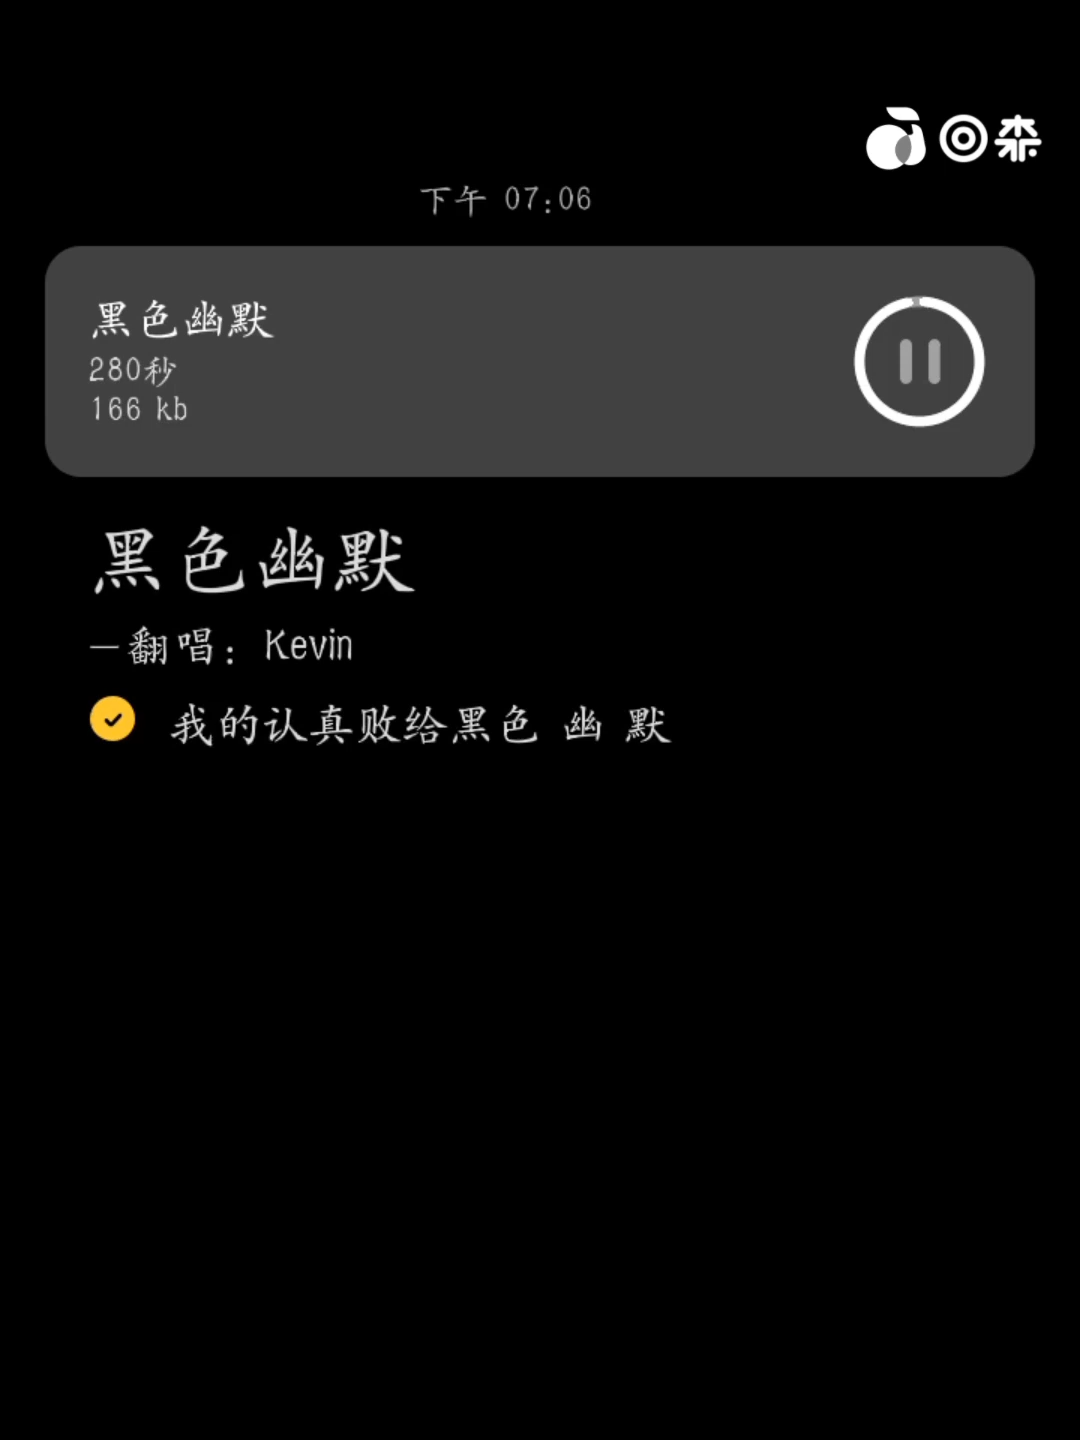 回森
下午 07:06
黑色幽默
280秒
166 kb
黑色幽默
—翻唱：Kevin
我的认真败给黑色 幽 默